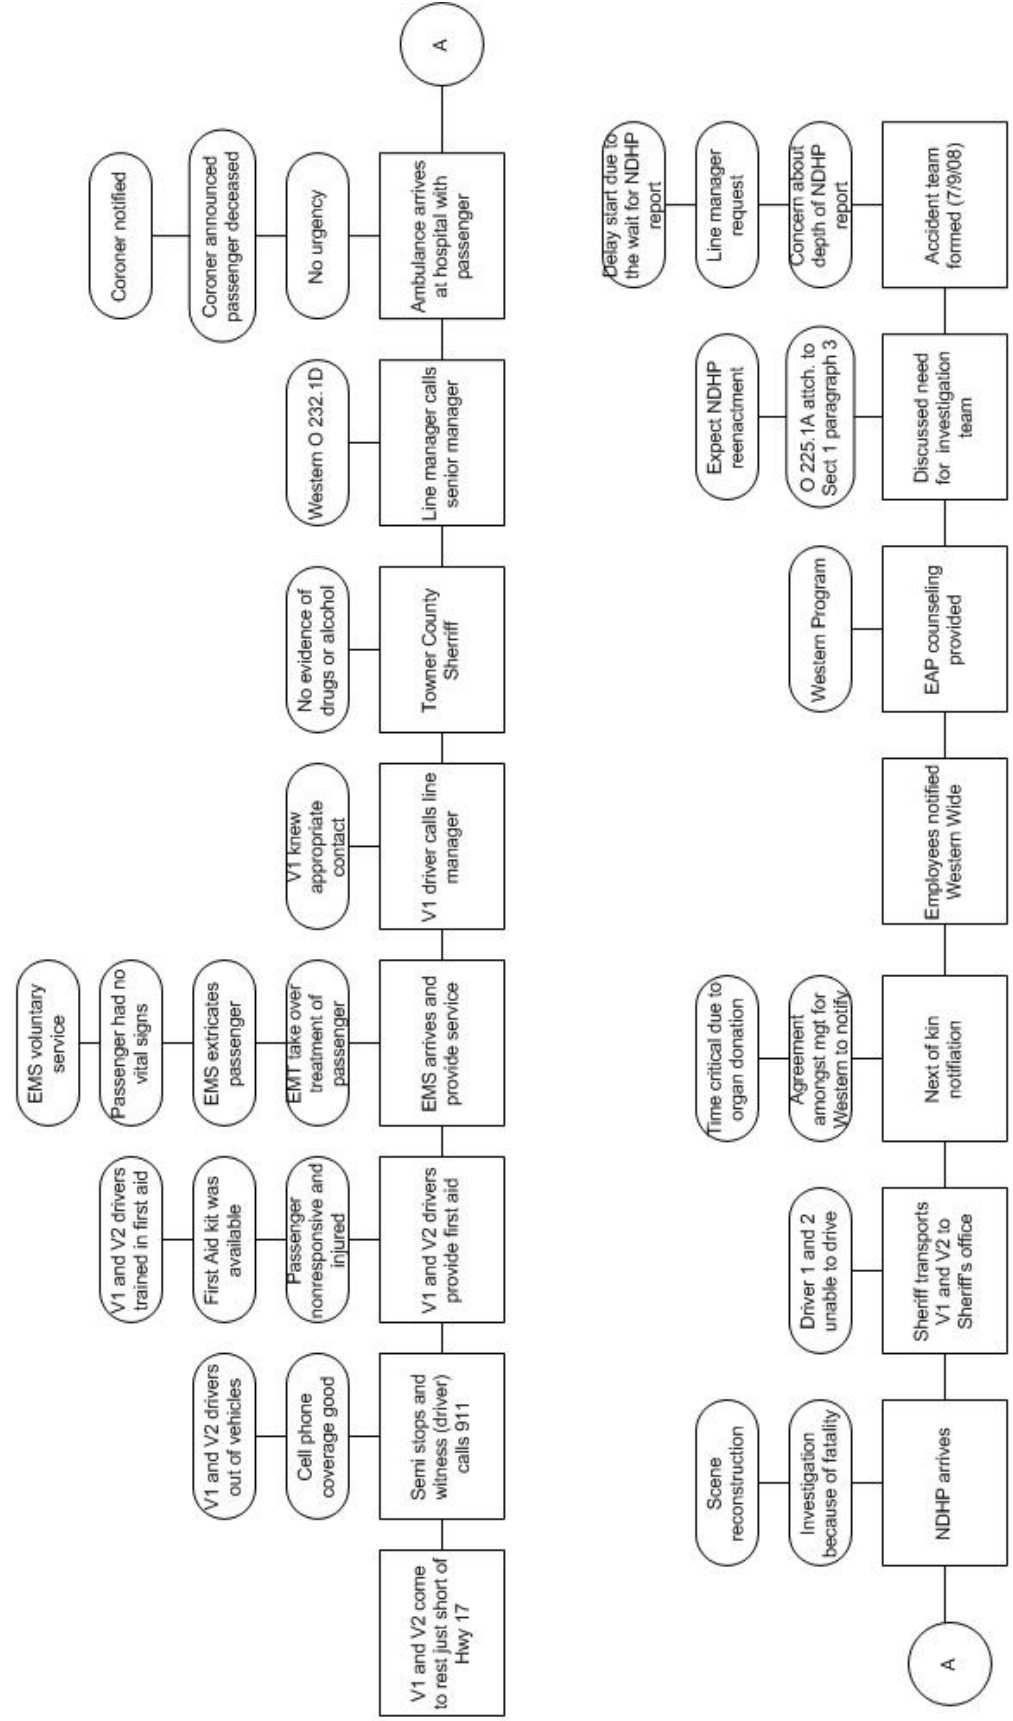 EMS voluntary
service
Passenger had no
vital signs
EMS extricates
passenger
EMT take over
treatment of
passenger
V1 and V2 drivers
trained in first aid
First Aid kit was
available
Passenger
nonresponsive and
injured
V1 and V2 drivers
out of vehicles
Cell phone
coverage good
V1 knew
appropriate
contact
No evidence of
drugs or alcohol
Western O 232.1D
Coroner notified
Coroner announced
passenger deceased
No urgency
V1 and V2 come
to rest just short of
Hwy 17
Semi stops and
witness (driver)
calls 911
V1 and V2 drivers
provide first aid
EMS arrives and
provide service
V1 driver calls line
manager
Towner County
Sherriff
Line manager calls
senior manager
Ambulance arrives
at hospital with
passenger
A
Scene
reconstruction
Investigation
because of fatality
Driver 1 and 2
unable to drive
Time critical due to
organ donation
Agreement
amongst mgt for
Western to notify
Western Program
Expect NDHP
reenactment
O 225.1A attch. to
Sect 1 paragraph 3
Delay start due to
the wait for NDHP
report
Line manager
request
Concern about
depth of NDHP
report
A
NDHP arrives
Sheriff transports
V1 and V2 to
Sheriff's office
Next of kin
notifiation
Employees notified
Western Wide
EAP counseling
provided
Discussed need
for investigation
team
Accident team
formed (7/9/08)